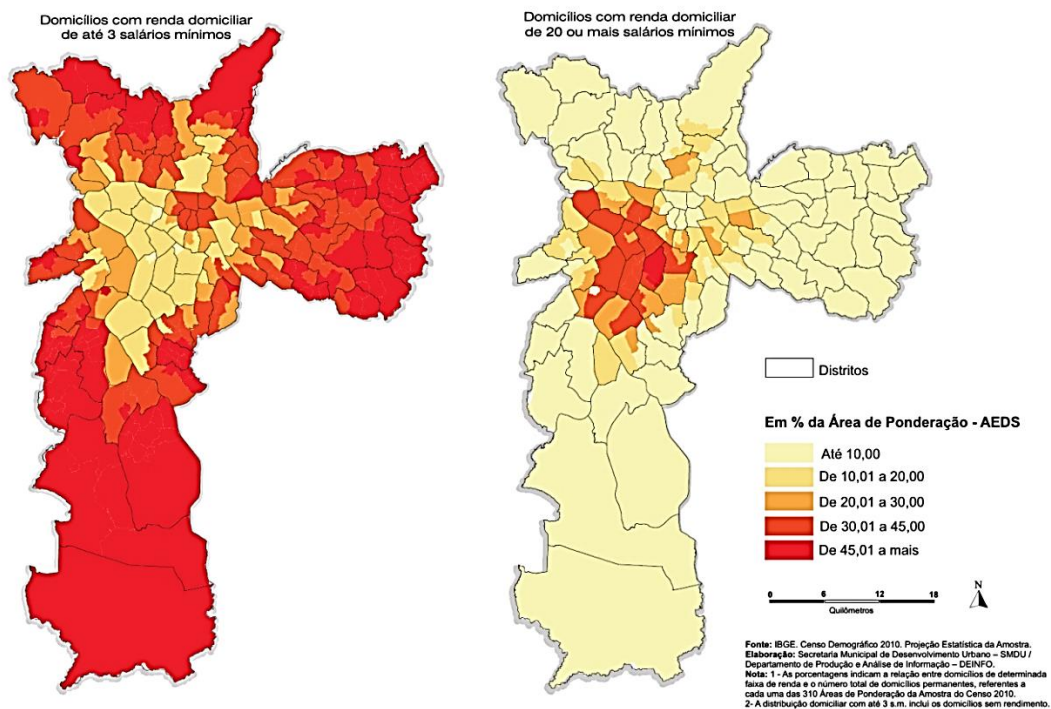 Domicílios com renda domiciliar
de até 3 salários mínimos
Domicílios com renda domiciliar
de 20 ou mais salários mínimos
Distritos
Em % da Área de Ponderação - AEDS
Até 10,00
De 10,01 a 20,00
De 20,01 a 30,00
De 30,01 a 45,00
De 45,01 a mais
0 6 12 18
Quilômetros
N
Fonte: IBGE. Censo Demográfico 2010. Projeção Estatística da Amostra.
Elaboração: Secretaria Municipal de Desenvolvimento Urbano – SMDU /
Departamento de Produção e Análise de Informação – DEINFO.
Nota: 1 - As porcentagens indicam a relação entre domicílios de determinada
faixa de renda e o número total de domicílios permanentes, referentes a
cada uma das 310 Áreas de Ponderação da Amostra do Censo 2010.
2- A distribuição domiciliar com até 3 s.m. inclui os domicílios sem rendimento.